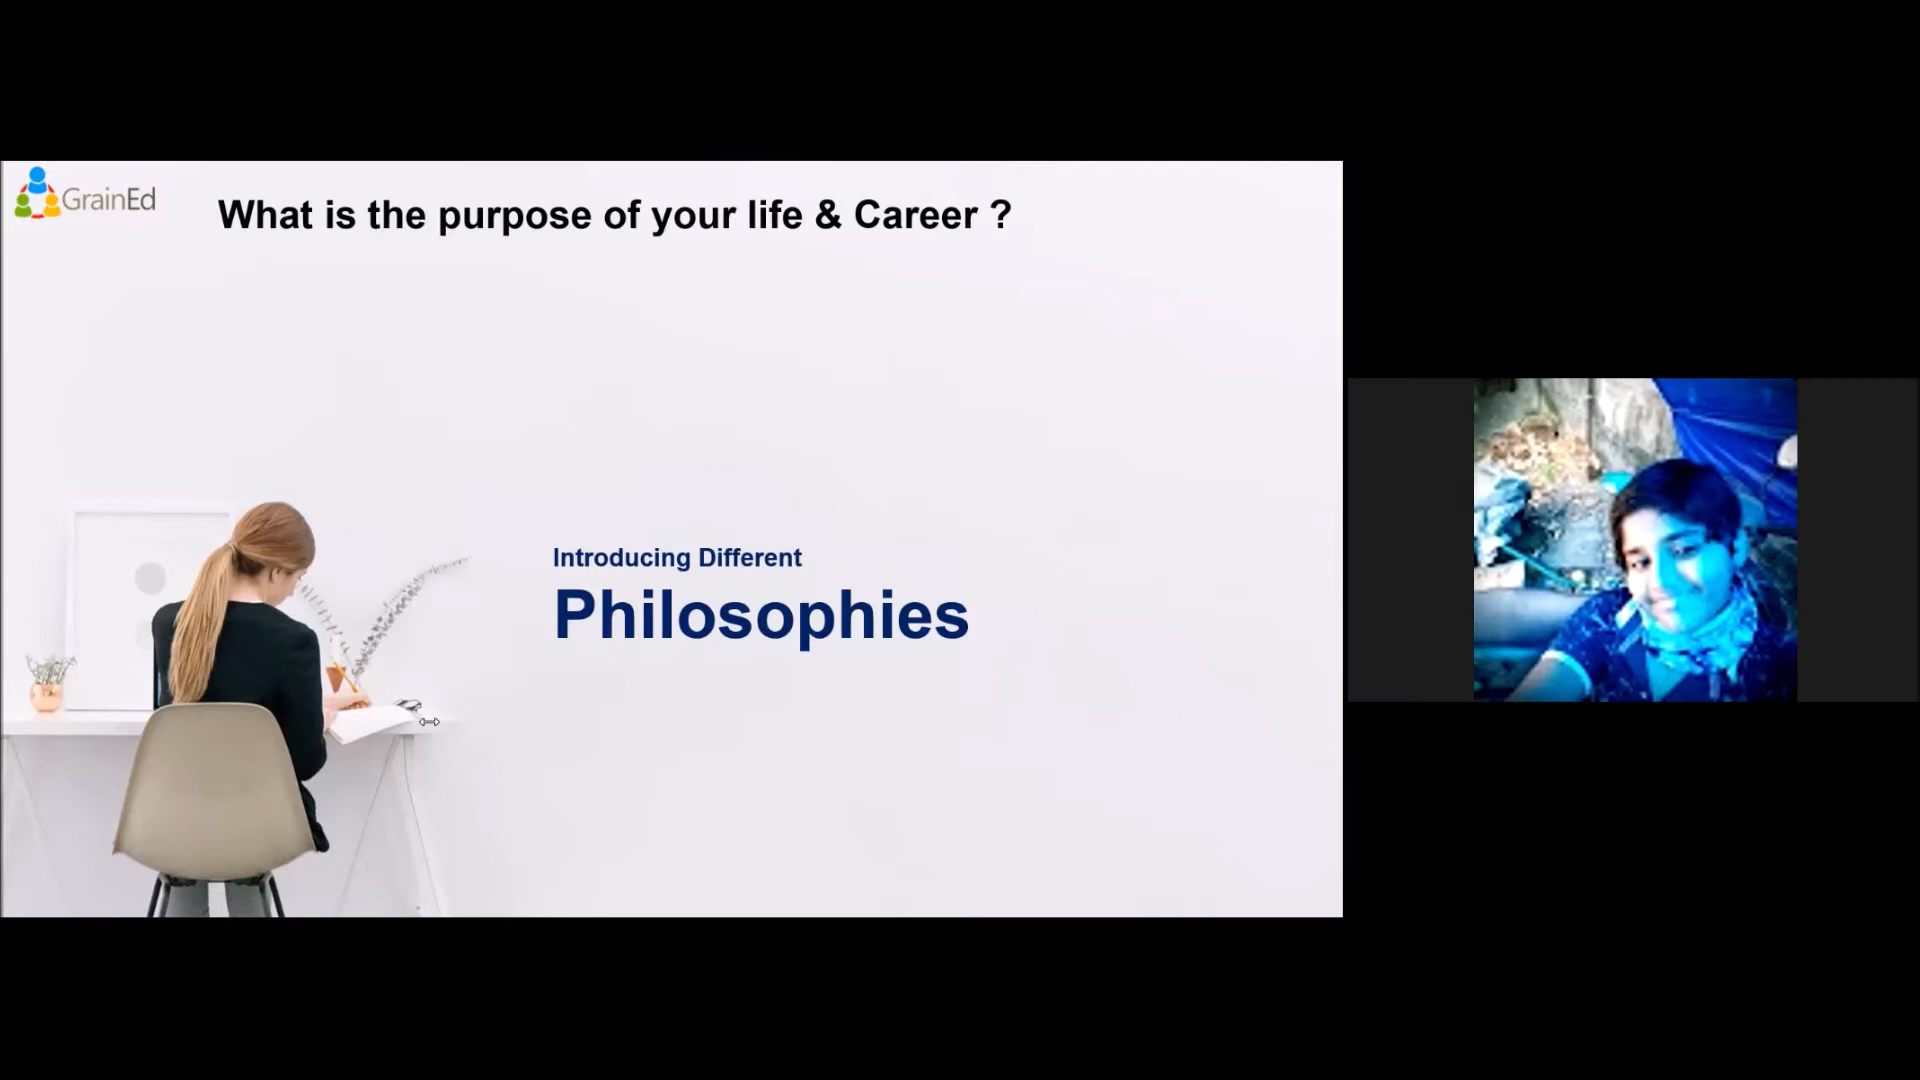 GrainEd
What is the purpose of your life & Career ?
Introducing Different
Philosophies